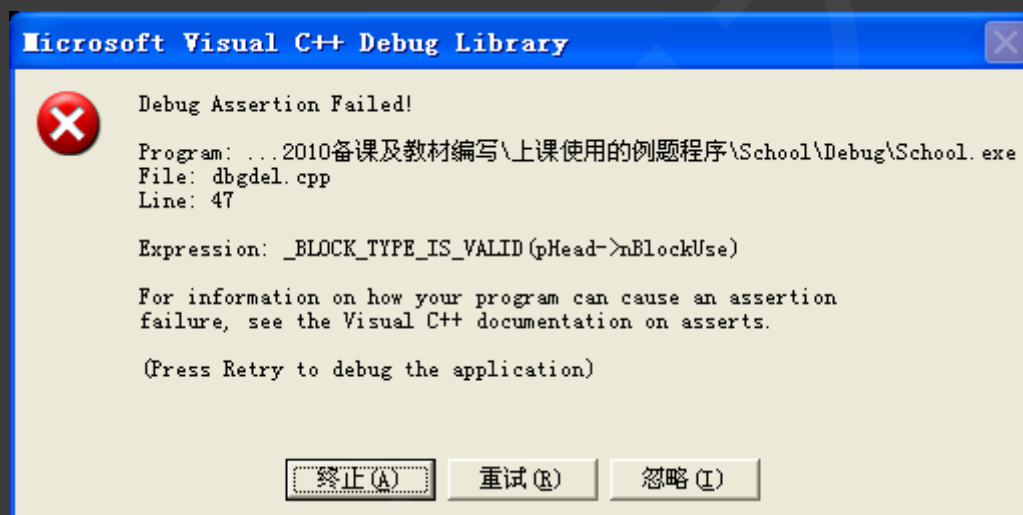 Microsoft Visual C++ Debug Library
Debug Assertion Failed!
Program: ...2010备课及教材编写\上课使用的例题程序\School\Debug\School.exe
File: dbgdel.cpp
Line: 47
Expression: _BLOCK_TYPE_IS_VALID(pHead->nBlockUse)
For information on how your program can cause an assertion
failure, see the Visual C++ documentation on asserts.
(Press Retry to debug the application)
终止(A) 重试(R) 忽略(I)